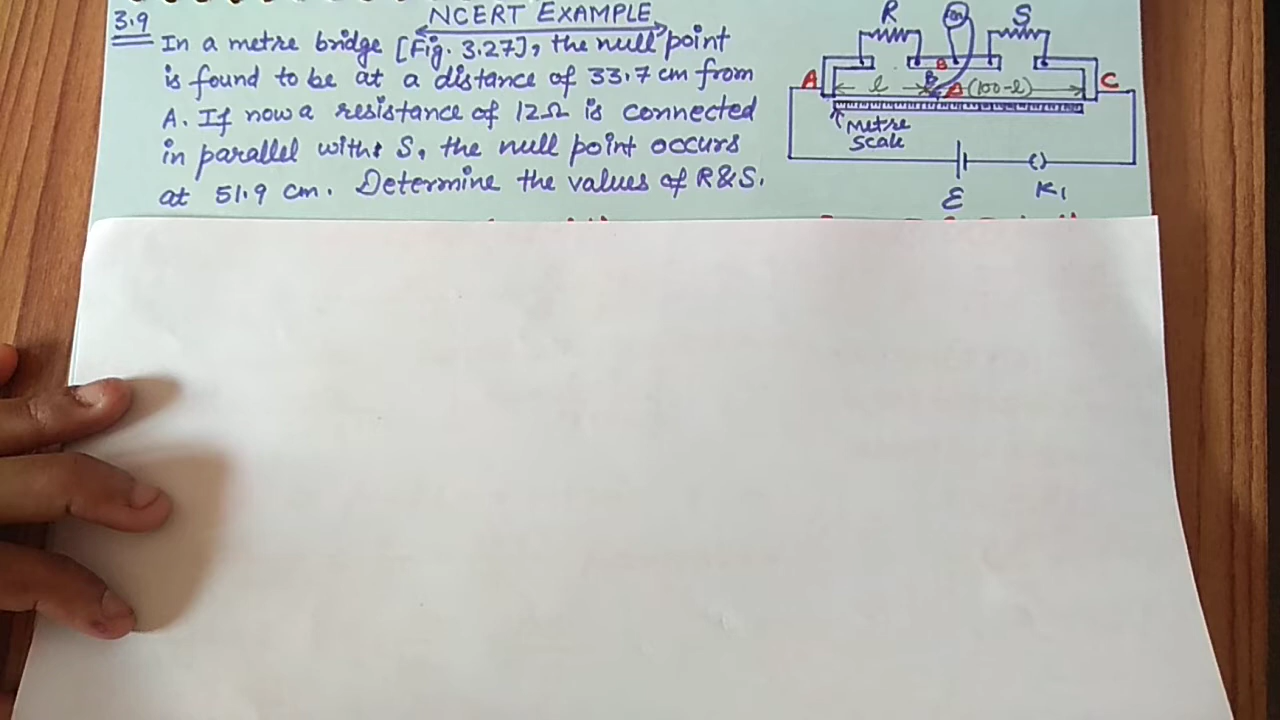 NCERT EXAMPLE
3.9
In a metre bridge [Fig. 3.27], the null point
is found to be at a distance of 33.7 cm from
A. If now a resistance of 12Ω is connected
in parallel with S, the null point occurs
at 51.9 cm. Determine the values of R&S.
R
S
B
A
l
(100-l)
C
Metre
Scale
ε
K1